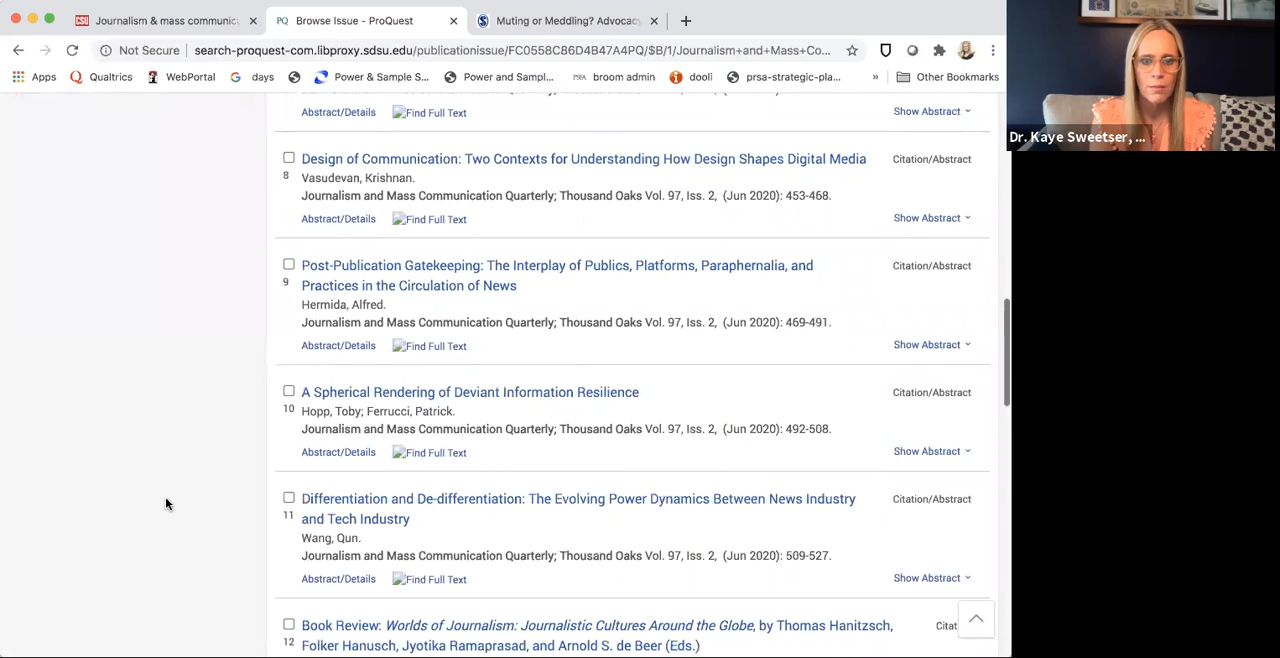 Journalism & mass communica
PQ Browse Issue - ProQuest
Muting or Meddling? Advocacy
Not Secure
search-proquest-com.libproxy.sdsu.edu/publicationissue/FC0558C86D4B47A4PQ/$B/1/Journalism+and+Mass+Co...
Apps Qualtrics WebPortal days Power & Sample S... Power and Sampl... broom admin dooli prsa-strategic-pla... » Other Bookmarks
Dr. Kaye Sweetser, ...
Abstract/Details Find Full Text Show Abstract
Design of Communication: Two Contexts for Understanding How Design Shapes Digital Media Citation/Abstract
8 Vasudevan, Krishnan.
Journalism and Mass Communication Quarterly; Thousand Oaks Vol. 97, Iss. 2, (Jun 2020): 453-468.
Abstract/Details Find Full Text Show Abstract
Post-Publication Gatekeeping: The Interplay of Publics, Platforms, Paraphernalia, and Citation/Abstract
9 Practices in the Circulation of News
Hermida, Alfred.
Journalism and Mass Communication Quarterly; Thousand Oaks Vol. 97, Iss. 2, (Jun 2020): 469-491.
Abstract/Details Find Full Text Show Abstract
A Spherical Rendering of Deviant Information Resilience Citation/Abstract
10 Hopp, Toby; Ferrucci, Patrick.
Journalism and Mass Communication Quarterly; Thousand Oaks Vol. 97, Iss. 2, (Jun 2020): 492-508.
Abstract/Details Find Full Text Show Abstract
Differentiation and De-differentiation: The Evolving Power Dynamics Between News Industry Citation/Abstract
11 and Tech Industry
Wang, Qun.
Journalism and Mass Communication Quarterly; Thousand Oaks Vol. 97, Iss. 2, (Jun 2020): 509-527.
Abstract/Details Find Full Text Show Abstract
Book Review: Worlds of Journalism: Journalistic Cultures Around the Globe, by Thomas Hanitzsch, Citat
12 Folker Hanusch, Jyotika Ramaprasad, and Arnold S. de Beer (Eds.)